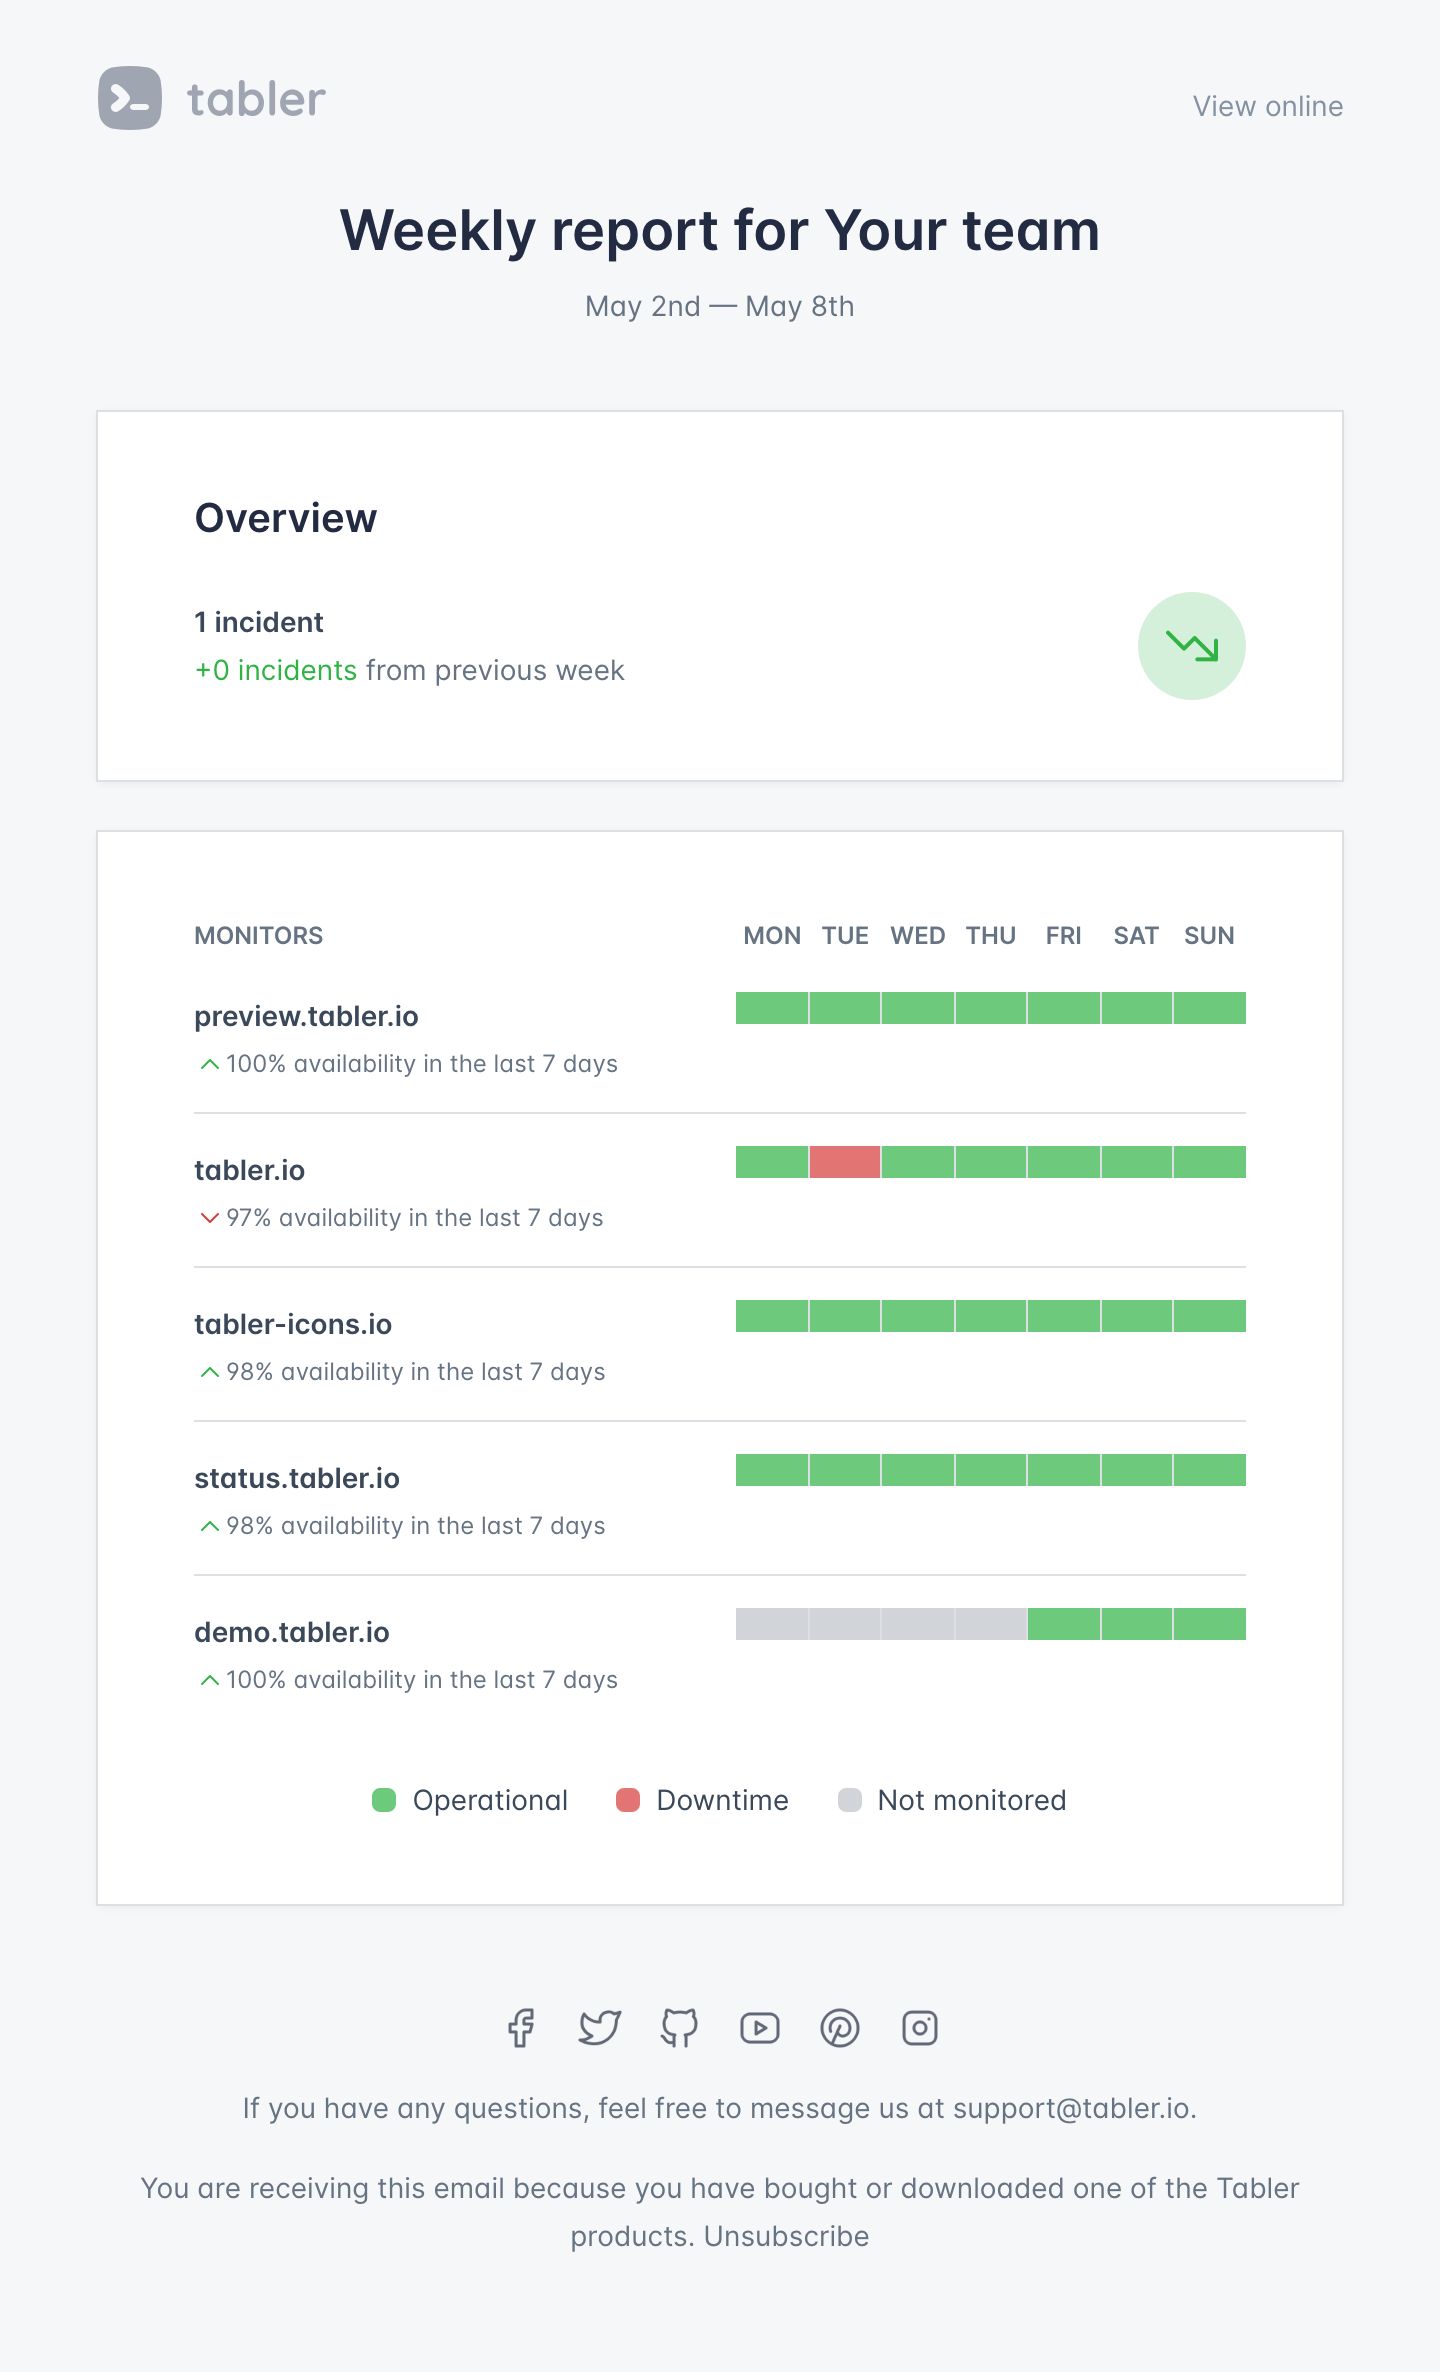 tabler
View online
Weekly report for Your team
May 2nd — May 8th
Overview
1 incident
+0 incidents from previous week
MONITORS MON TUE WED THU FRI SAT SUN
preview.tabler.io
100% availability in the last 7 days
tabler.io
97% availability in the last 7 days
tabler-icons.io
98% availability in the last 7 days
status.tabler.io
98% availability in the last 7 days
demo.tabler.io
100% availability in the last 7 days
Operational Downtime Not monitored
If you have any questions, feel free to message us at support@tabler.io.
You are receiving this email because you have bought or downloaded one of the Tabler
products. Unsubscribe